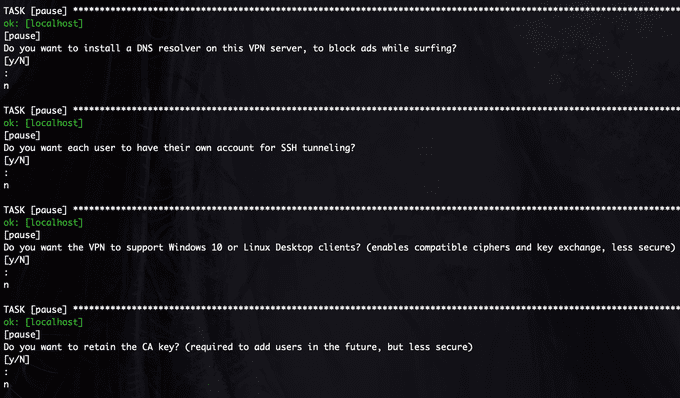 TASK [pause] ****************************************************************************************************
ok: [localhost]
[pause]
Do you want to install a DNS resolver on this VPN server, to block ads while surfing?
[y/N]
:
n
TASK [pause] ****************************************************************************************************
ok: [localhost]
[pause]
Do you want each user to have their own account for SSH tunneling?
[y/N]
:
n
TASK [pause] ****************************************************************************************************
ok: [localhost]
[pause]
Do you want the VPN to support Windows 10 or Linux Desktop clients? (enables compatible ciphers and key exchange, less secure)
[y/N]
:
n
TASK [pause] ****************************************************************************************************
ok: [localhost]
[pause]
Do you want to retain the CA key? (required to add users in the future, but less secure)
[y/N]
:
n